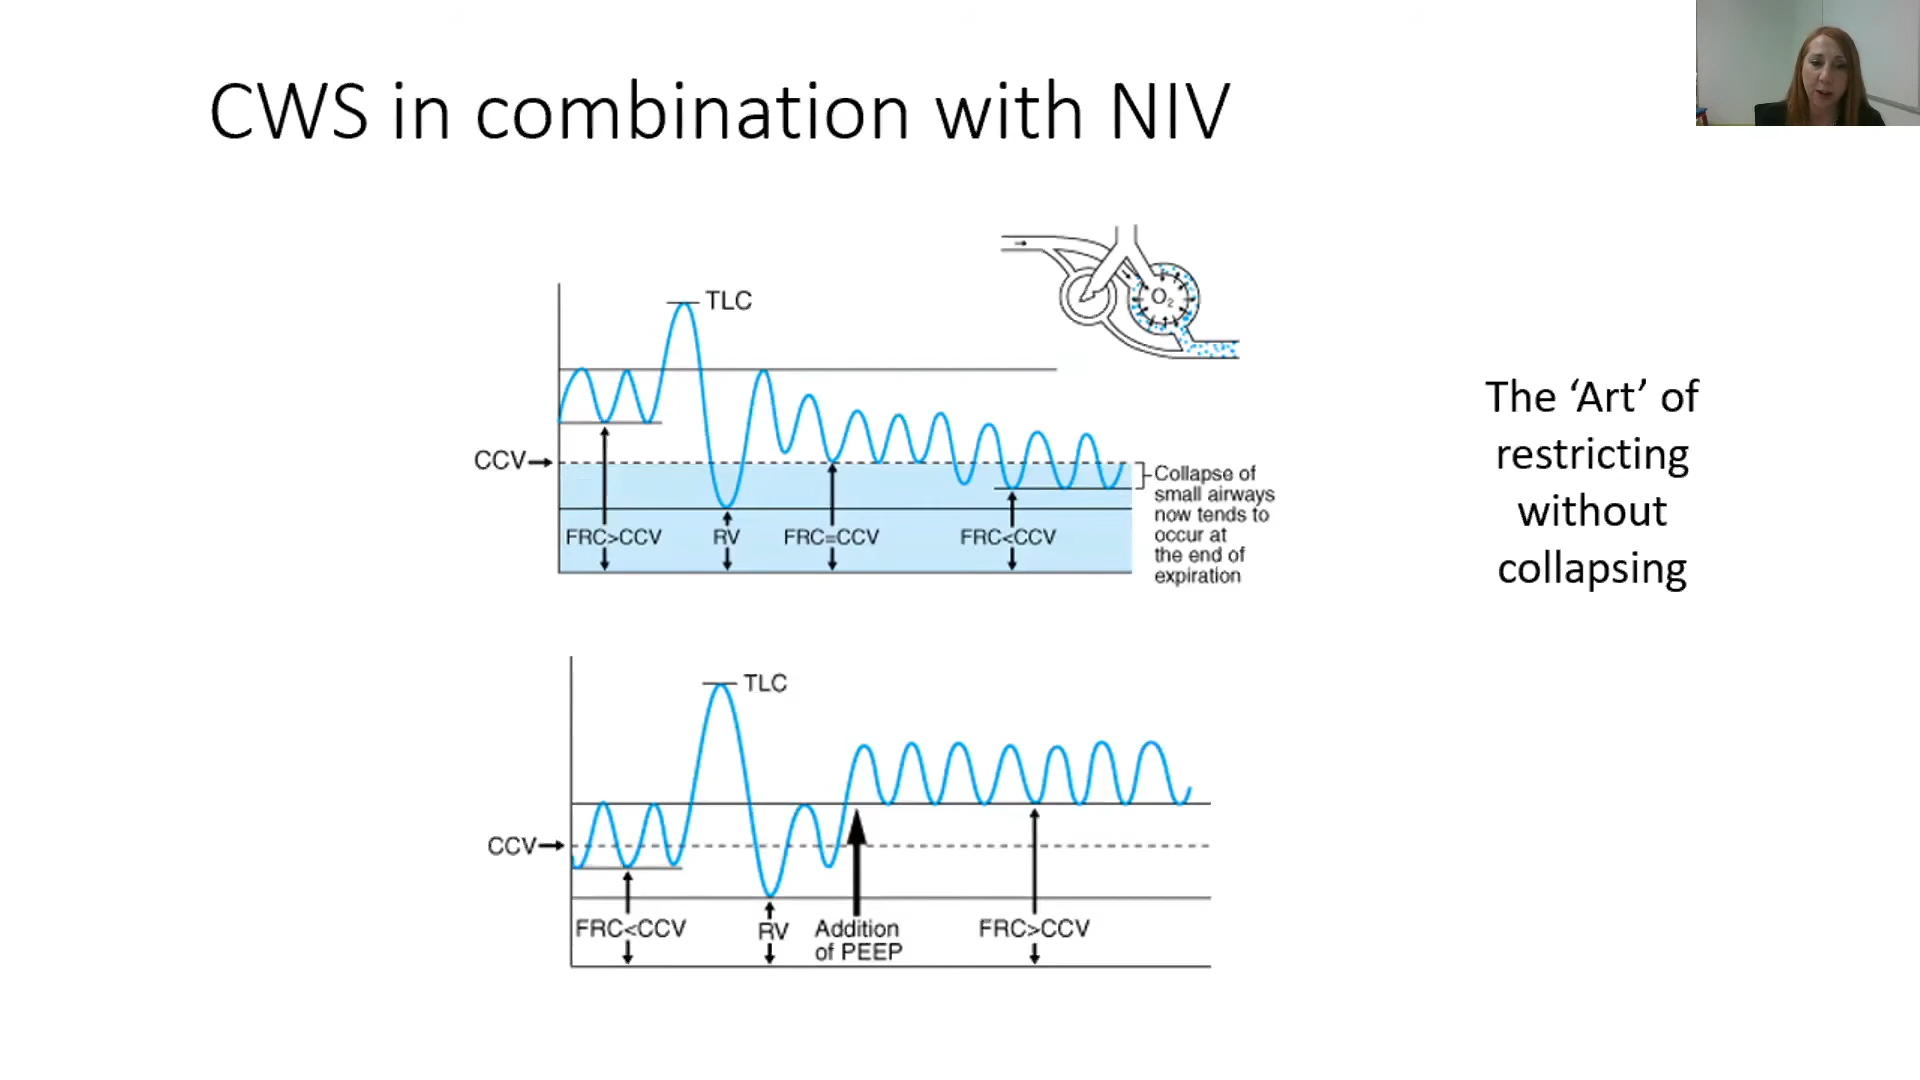 CWS in combination with NIV
TLC
O2
CCV
FRC>CCV
RV
FRC=CCV
FRC<CCV
Collapse of
small airways
now tends to
occur at
the end of
expiration
The ‘Art’ of
restricting
without
collapsing
TLC
CCV
FRC<CCV
RV
Addition
of PEEP
FRC>CCV